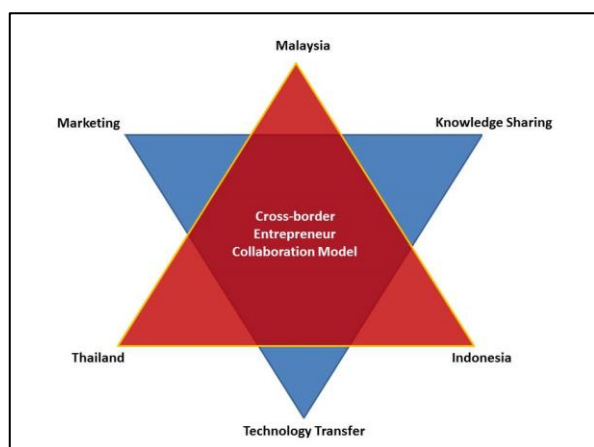 Malaysia
Marketing
Knowledge Sharing
Cross-border
Entrepreneur
Collaboration Model
Thailand
Indonesia
Technology Transfer